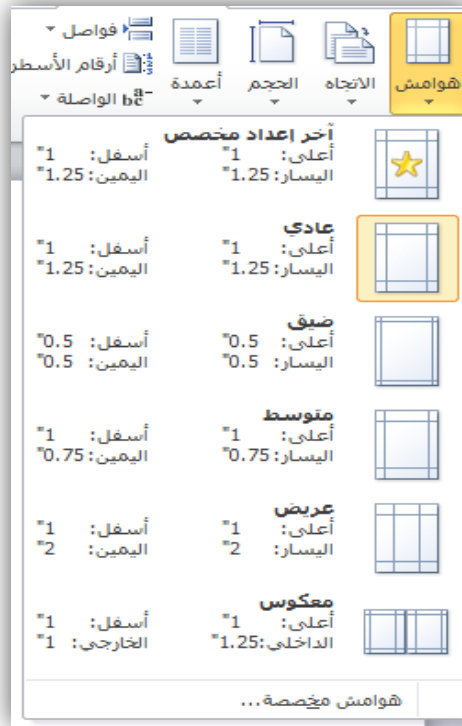 هوامش
الاتجاه
الحجم
أعمدة
فواصل
أرقام الأسطر
الواصلة
آخر إعداد مخصص
أعلى: 1" أسفل: 1"
اليسار: 1.25" اليمين: 1.25"
عادي
أعلى: 1" أسفل: 1"
اليسار: 1.25" اليمين: 1.25"
ضيق
أعلى: 0.5" أسفل: 0.5"
اليسار: 0.5" اليمين: 0.5"
متوسط
أعلى: 1" أسفل: 1"
اليسار: 0.75" اليمين: 0.75"
عريض
أعلى: 1" أسفل: 1"
اليسار: 2" اليمين: 2"
معكوس
أعلى: 1" أسفل: 1"
الداخلي: 1.25" الخارجي: 1"
هوامش مخصصة...